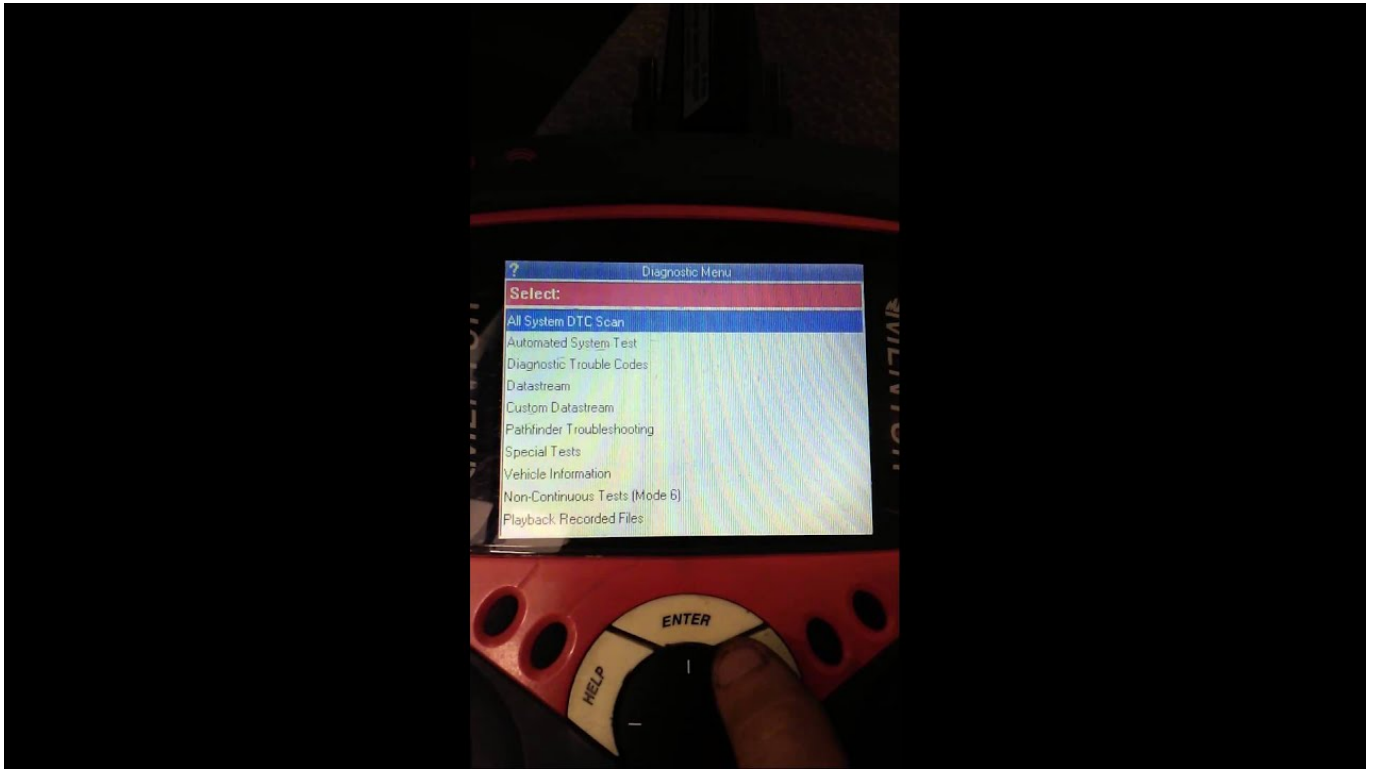 ? Diagnostic Menu
Select:
All System DTC Scan
Automated System Test
Diagnostic Trouble Codes
Datastream
Custom Datastream
Pathfinder Troubleshooting
Special Tests
Vehicle Information
Non-Continuous Tests (Mode 6)
Playback Recorded Files
ENTER
HELP